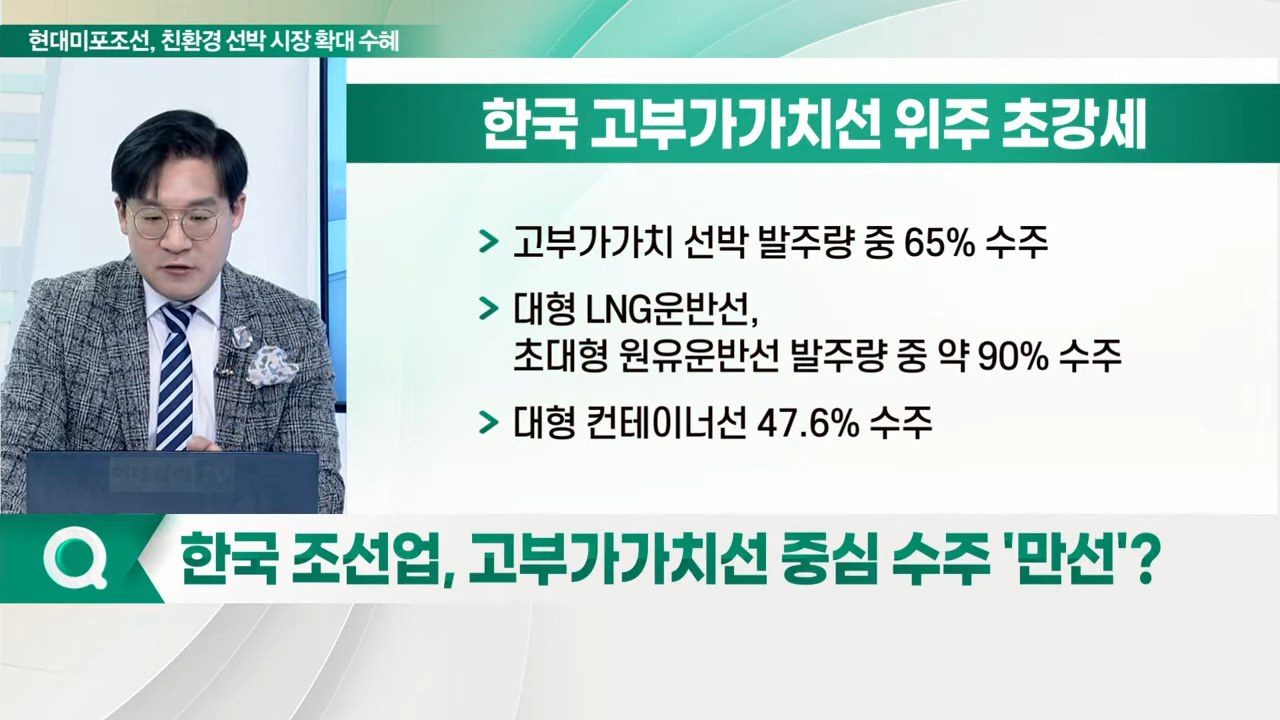 현대미포조선, 친환경 선박 시장 확대 수혜
한국 고부가가치선 위주 초강세
> 고부가가치 선박 발주량 중 65% 수주
> 대형 LNG운반선,
초대형 원유운반선 발주량 중 약 90% 수주
> 대형 컨테이너선 47.6% 수주
한국 조선업, 고부가가치선 중심 수주 '만선'?